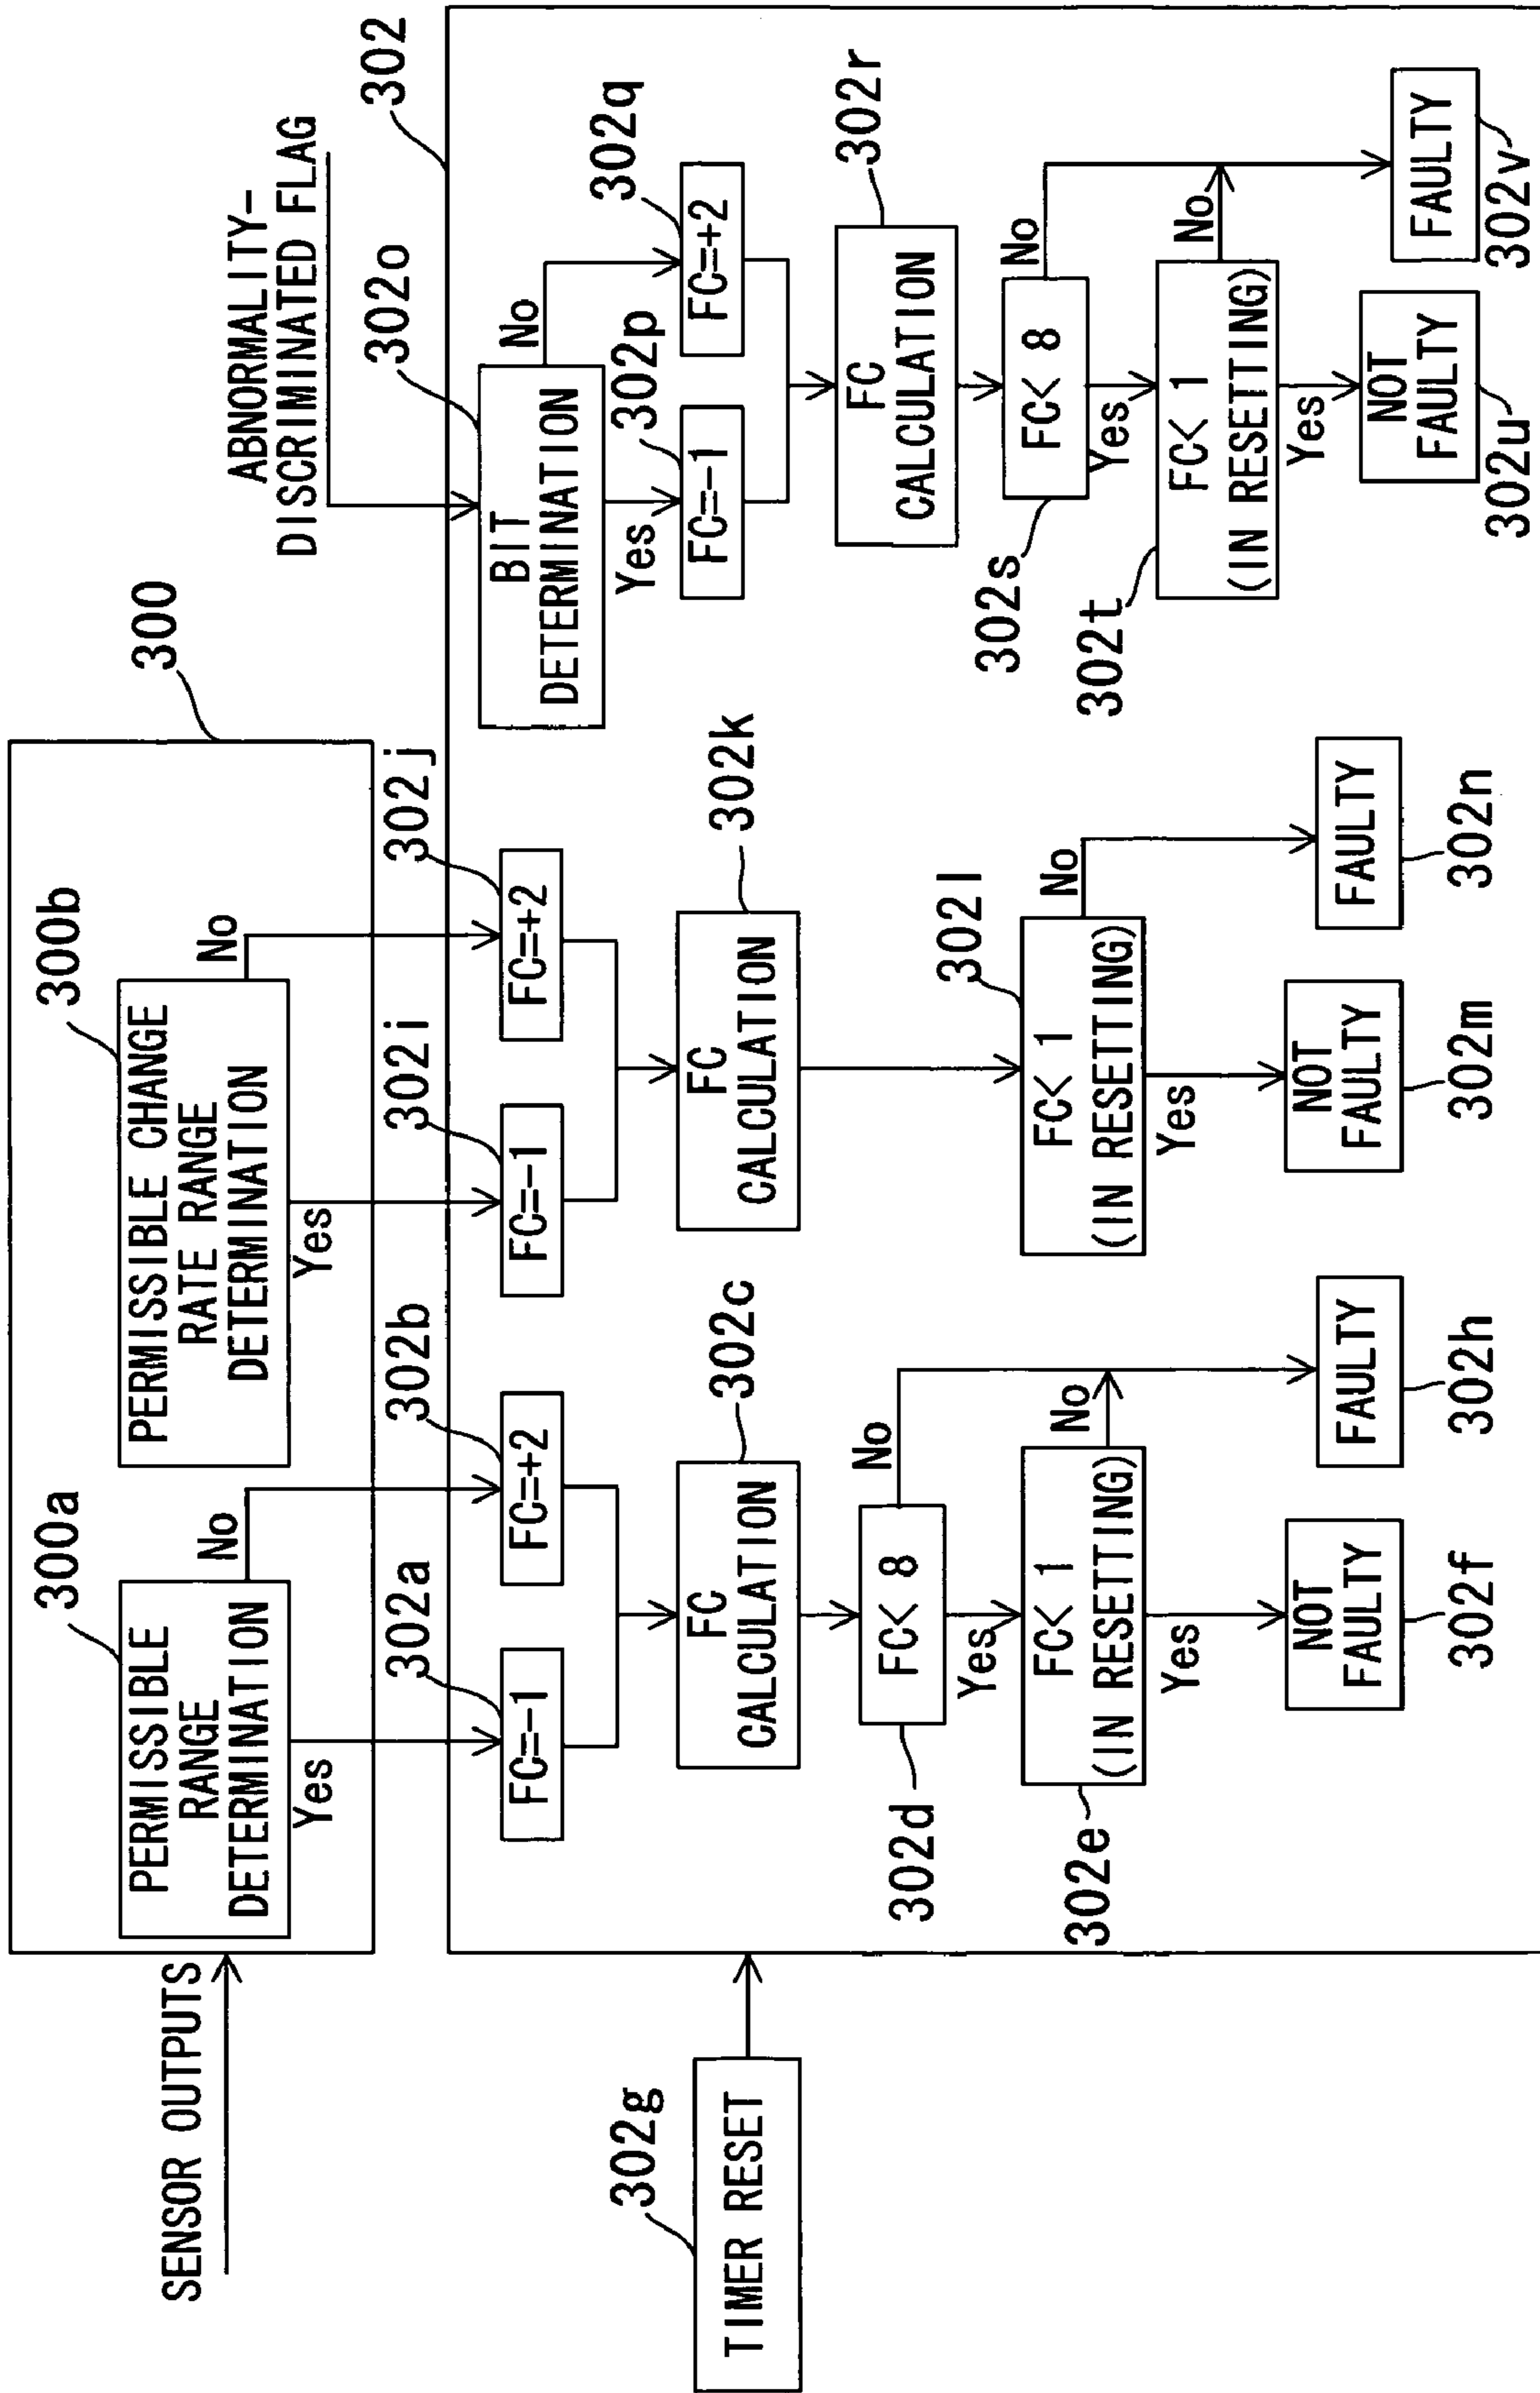 300
300a
PERMISSIBLE
RANGE
DETERMINATION
300b
PERMISSIBLE CHANGE
RATE RANGE
DETERMINATION
SENSOR OUTPUTS
Yes
No
Yes
No
ABNORMALITY-
DISCRIMINATED FLAG
302
302a
FC=-1
302b
FC=+2
302i
FC=-1
302j
FC=+2
302o
BIT
DETERMINATION
Yes
No
302p
FC=-1
302q
FC=+2
302g
TIMER RESET
302c
FC
CALCULATION
302k
FC
CALCULATION
302r
FC
CALCULATION
302d
FC< 8
No
Yes
302s
FC< 8
No
Yes
302e
FC< 1
(IN RESETTING)
No
Yes
302l
FC< 1
(IN RESETTING)
No
Yes
302t
FC< 1
(IN RESETTING)
No
Yes
NOT
FAULTY
302f
FAULTY
302h
NOT
FAULTY
302m
FAULTY
302n
NOT
FAULTY
302u
FAULTY
302v